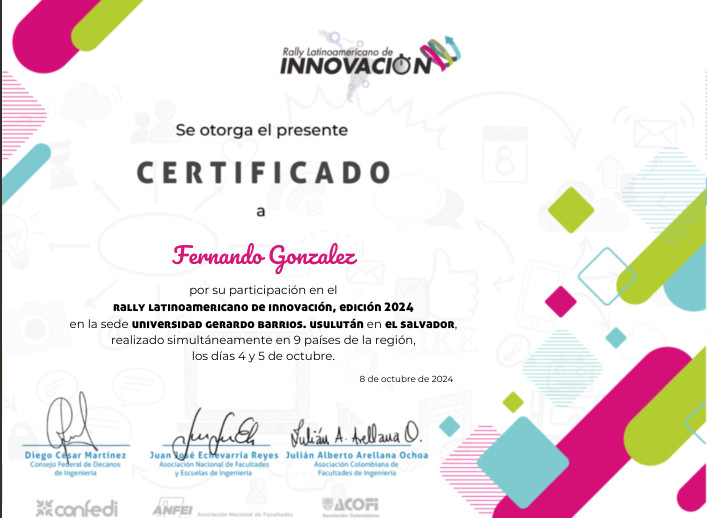 Rally Latinoamericano de
INNOVACIÓN
Se otorga el presente
CERTIFICADO
a
Fernando Gonzalez
por su participación en el
RALLY LATINOAMERICANO DE INNOVACIÓN, EDICIÓN 2024
en la sede UNIVERSIDAD GERARDO BARRIOS. USULUTÁN en EL SALVADOR,
realizado simultáneamente en 9 países de la región,
los días 4 y 5 de octubre.
8 de octubre de 2024
Julián A. Arellana O.
Diego César Martínez
Consejo Federal de Decanos
de Ingeniería
Juan José Echevarría Reyes
Asociación Nacional de Facultades
y Escuelas de Ingeniería
Julián Alberto Arellana Ochoa
Asociación Colombiana de
Facultades de Ingeniería
confedi
ANFEI
Asociación Nacional de Facultades
ACOFI
Asociación Colombiana
8